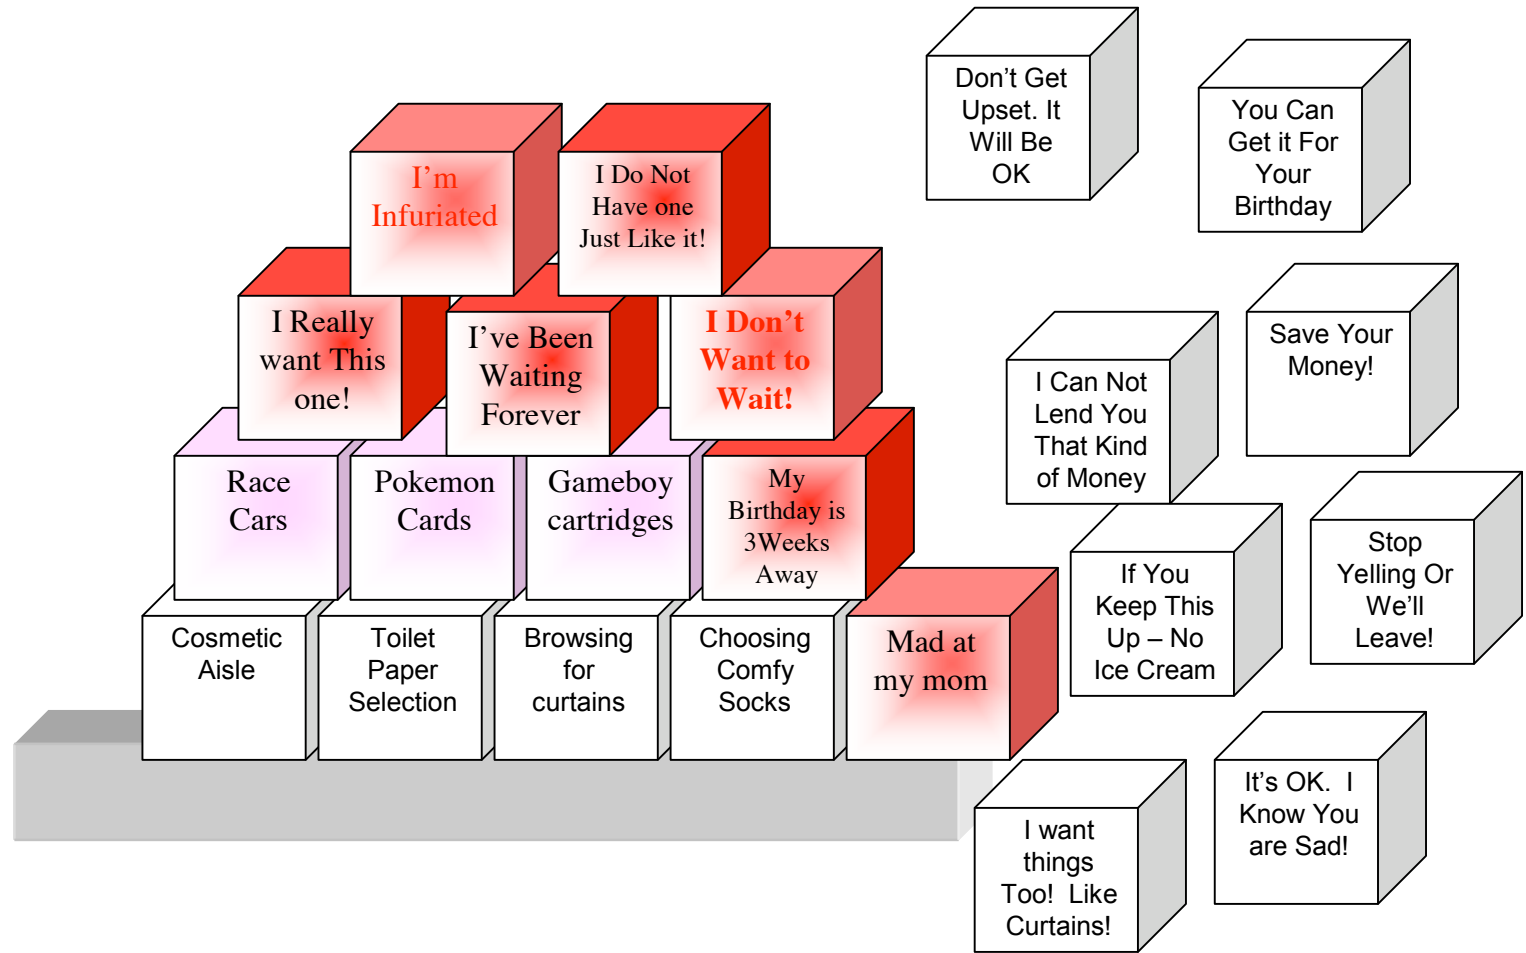 I'm
Infuriated
I Do Not
Have one
Just Like it!
I Really
want This
one!
I've Been
Waiting
Forever
I Don't
Want to
Wait!
Race
Cars
Pokemon
Cards
Gameboy
cartridges
My
Birthday is
3Weeks
Away
Cosmetic
Aisle
Toilet
Paper
Selection
Browsing
for
curtains
Choosing
Comfy
Socks
Mad at
my mom
Don't Get
Upset. It
Will Be
OK
You Can
Get it For
Your
Birthday
I Can Not
Lend You
That Kind
of Money
Save Your
Money!
If You
Keep This
Up – No
Ice Cream
Stop
Yelling Or
We'll
Leave!
I want
things
Too!  Like
Curtains!
It's OK.  I
Know You
are Sad!